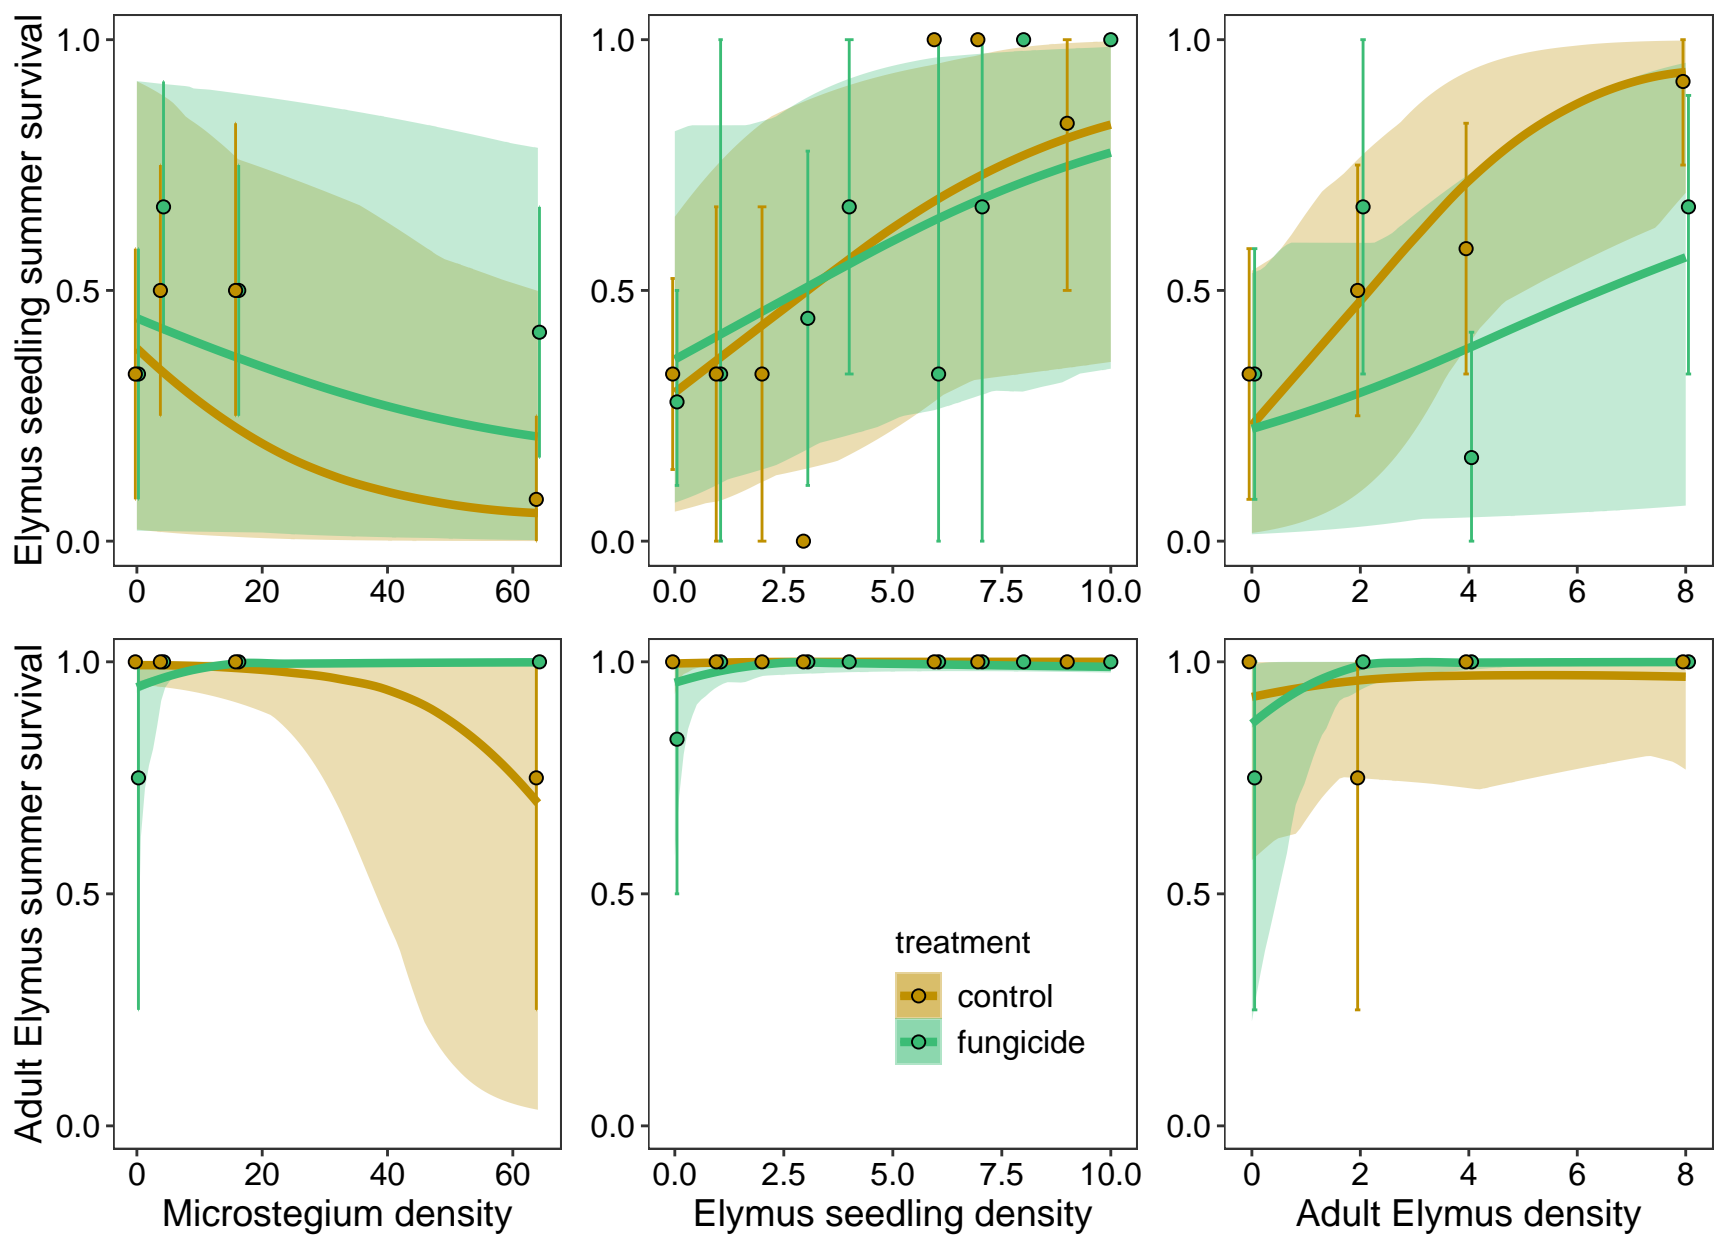 Elymus seedling summer survival
1.0
0.5
0.0
0 20 40 60
1.0
0.5
0.0
0.0 2.5 5.0 7.5 10.0
1.0
0.5
0.0
0 2 4 6 8
Adult Elymus summer survival
1.0
0.5
0.0
0 20 40 60
Microstegium density
1.0
0.5
0.0
treatment
control
fungicide
0.0 2.5 5.0 7.5 10.0
Elymus seedling density
1.0
0.5
0.0
0 2 4 6 8
Adult Elymus density